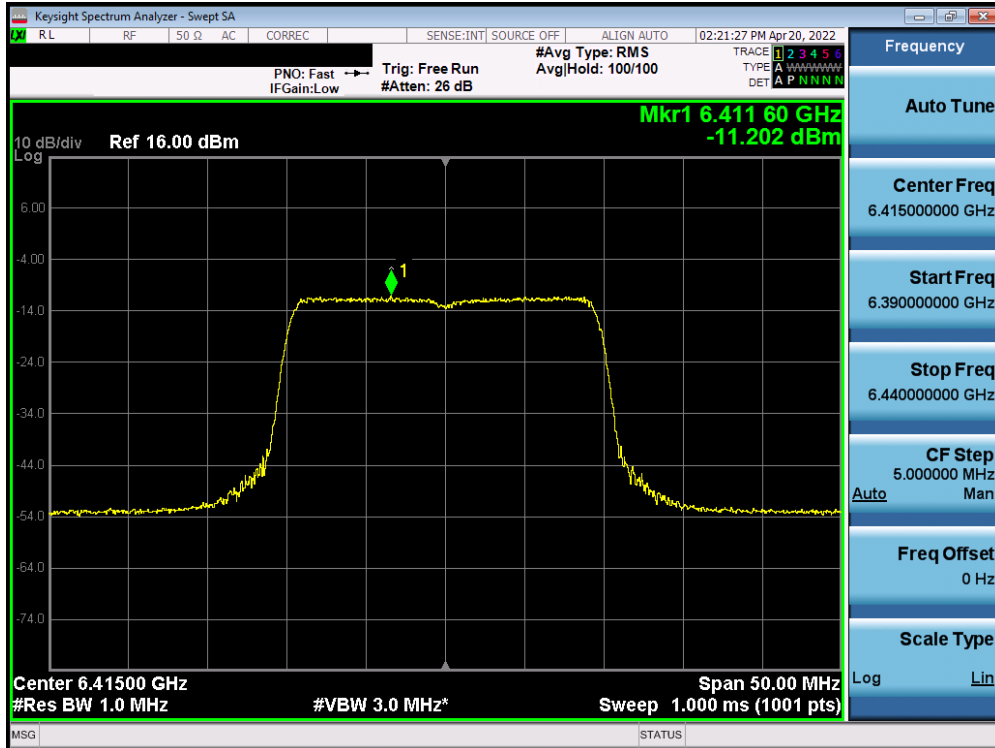 Keysight Spectrum Analyzer - Swept SA
LXI RL RF 50 Ω AC CORREC SENSE:INT SOURCE OFF ALIGN AUTO 02:21:27 PM Apr 20, 2022
PNO: Fast
IFGain:Low
Trig: Free Run
#Atten: 26 dB
#Avg Type: RMS
Avg|Hold: 100/100
TRACE 1 2 3 4 5 6
TYPE A WWWWW
DET A P N N N N
Mkr1 6.411 60 GHz
-11.202 dBm
10 dB/div Ref 16.00 dBm
Log
1
6.00
-4.00
-14.0
-24.0
-34.0
-44.0
-54.0
-64.0
-74.0
Center 6.41500 GHz Span 50.00 MHz
#Res BW 1.0 MHz #VBW 3.0 MHz* Sweep 1.000 ms (1001 pts)
MSG STATUS
Frequency
Auto Tune
Center Freq
6.415000000 GHz
Start Freq
6.390000000 GHz
Stop Freq
6.440000000 GHz
CF Step
5.000000 MHz
Auto Man
Freq Offset
0 Hz
Scale Type
Log Lin